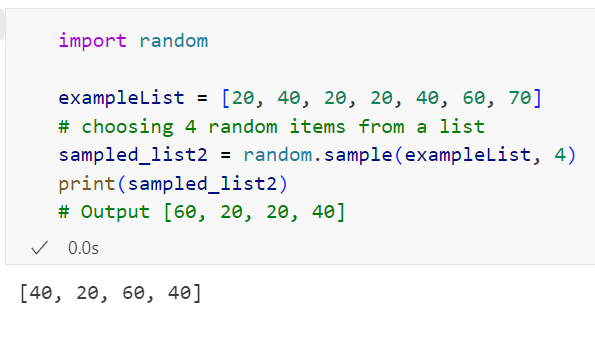 import random
exampleList = [20, 40, 20, 20, 40, 60, 70]
# choosing 4 random items from a list
sampled_list2 = random.sample(exampleList, 4)
print(sampled_list2)
# Output [60, 20, 20, 40]
✓ 0.0s
[40, 20, 60, 40]